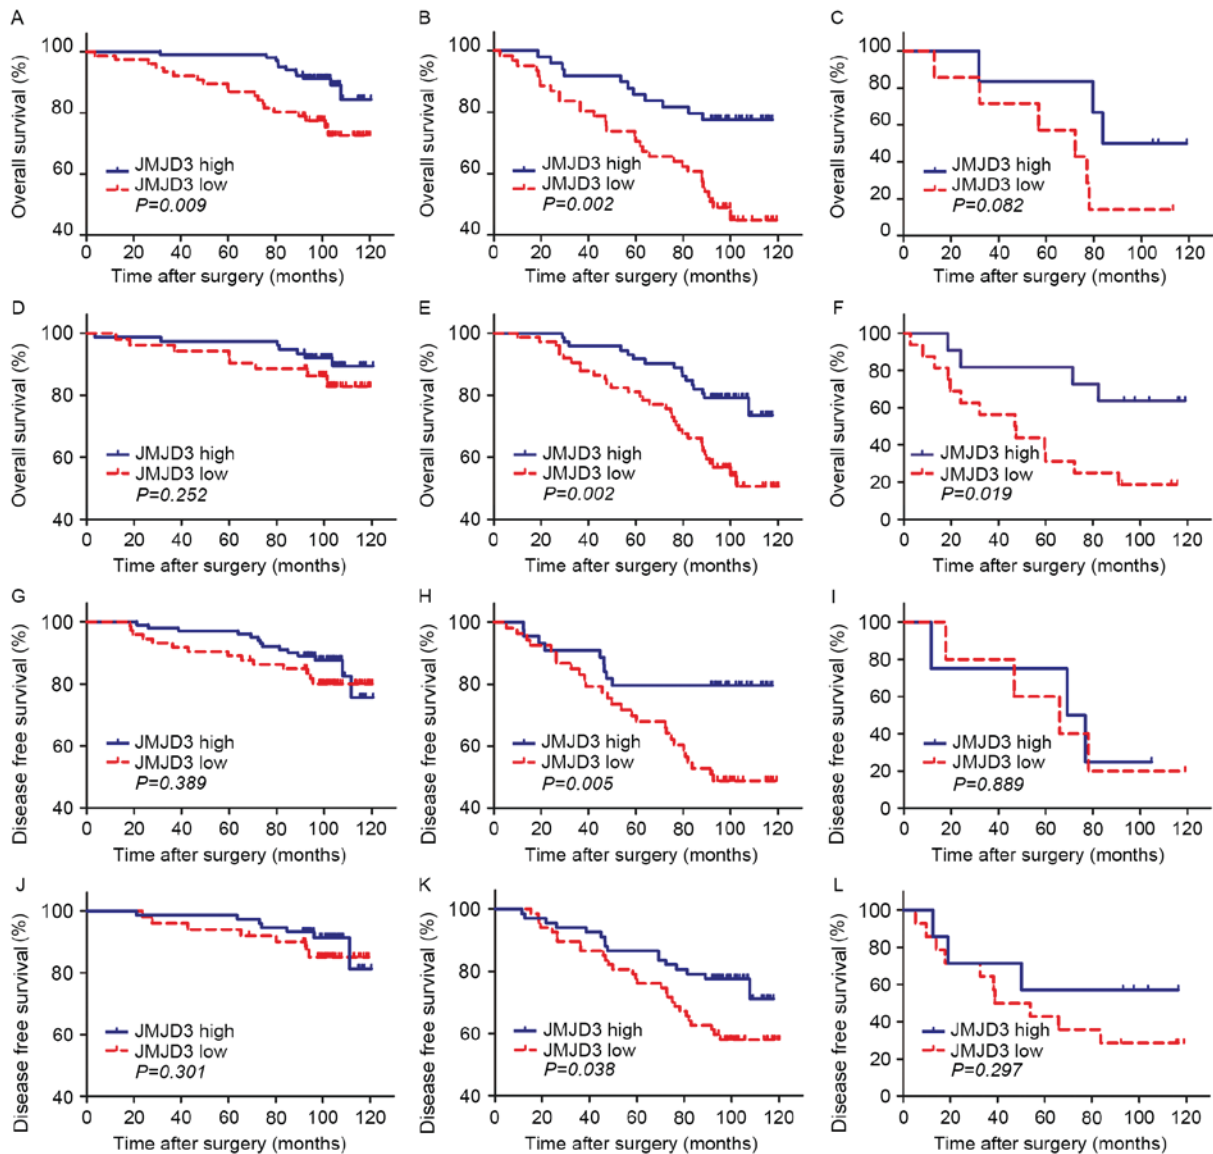 A
Overall survival (%)
100
80
60
40
JMJD3 high
JMJD3 low
P=0.009
0 20 40 60 80 100 120
Time after surgery (months)
B
Overall survival (%)
100
80
60
40
JMJD3 high
JMJD3 low
P=0.002
0 20 40 60 80 100 120
Time after surgery (months)
C
Overall survival (%)
100
80
60
40
20
0
JMJD3 high
JMJD3 low
P=0.082
0 20 40 60 80 100 120
Time after surgery (months)
D
Overall survival (%)
100
80
60
40
JMJD3 high
JMJD3 low
P=0.252
0 20 40 60 80 100 120
Time after surgery (months)
E
Overall survival (%)
100
80
60
40
JMJD3 high
JMJD3 low
P=0.002
0 20 40 60 80 100 120
Time after surgery (months)
F
Overall survival (%)
100
80
60
40
20
0
JMJD3 high
JMJD3 low
P=0.019
0 20 40 60 80 100 120
Time after surgery (months)
G
Disease free survival (%)
100
80
60
40
JMJD3 high
JMJD3 low
P=0.389
0 20 40 60 80 100 120
Time after surgery (months)
H
Disease free survival (%)
100
80
60
40
JMJD3 high
JMJD3 low
P=0.005
0 20 40 60 80 100 120
Time after surgery (months)
I
Disease free survival (%)
100
80
60
40
20
0
JMJD3 high
JMJD3 low
P=0.889
0 20 40 60 80 100 120
Time after surgery (months)
J
Disease free survival (%)
100
80
60
40
JMJD3 high
JMJD3 low
P=0.301
0 20 40 60 80 100 120
Time after surgery (months)
K
Disease free survival (%)
100
80
60
40
JMJD3 high
JMJD3 low
P=0.038
0 20 40 60 80 100 120
Time after surgery (months)
L
Disease free survival (%)
100
80
60
40
20
0
JMJD3 high
JMJD3 low
P=0.297
0 20 40 60 80 100 120
Time after surgery (months)